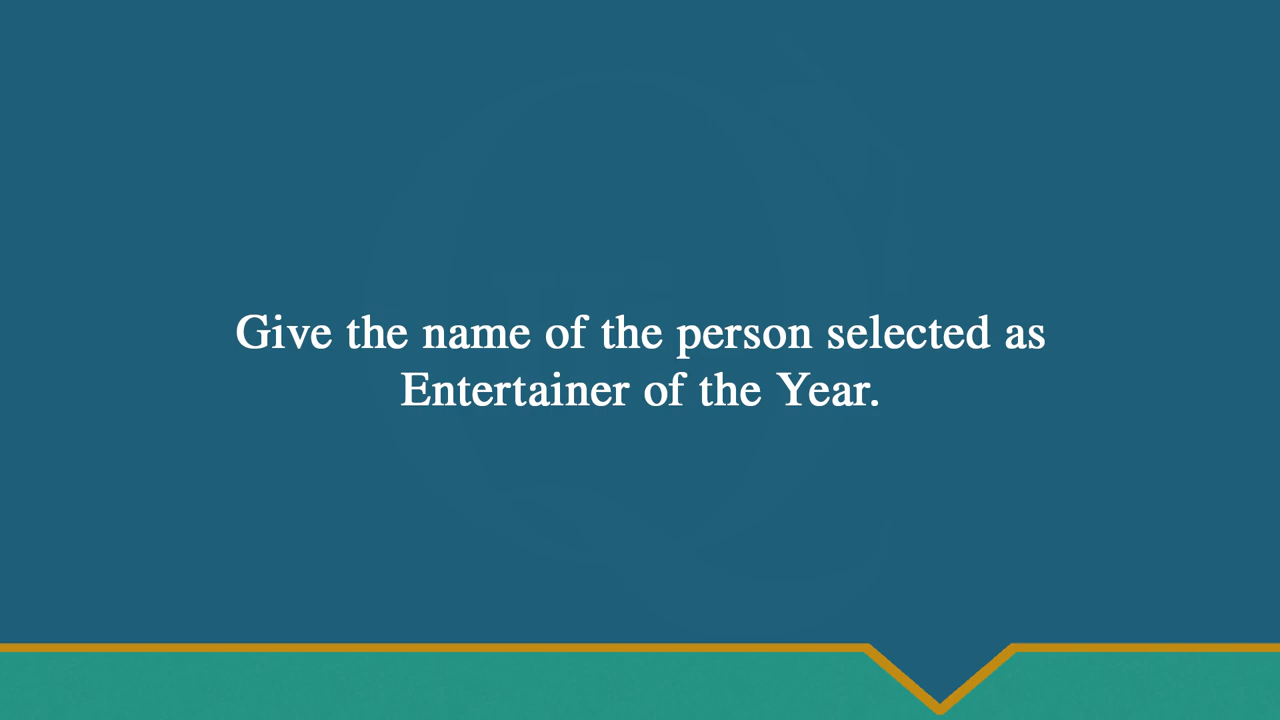 Give the name of the person selected as
Entertainer of the Year.